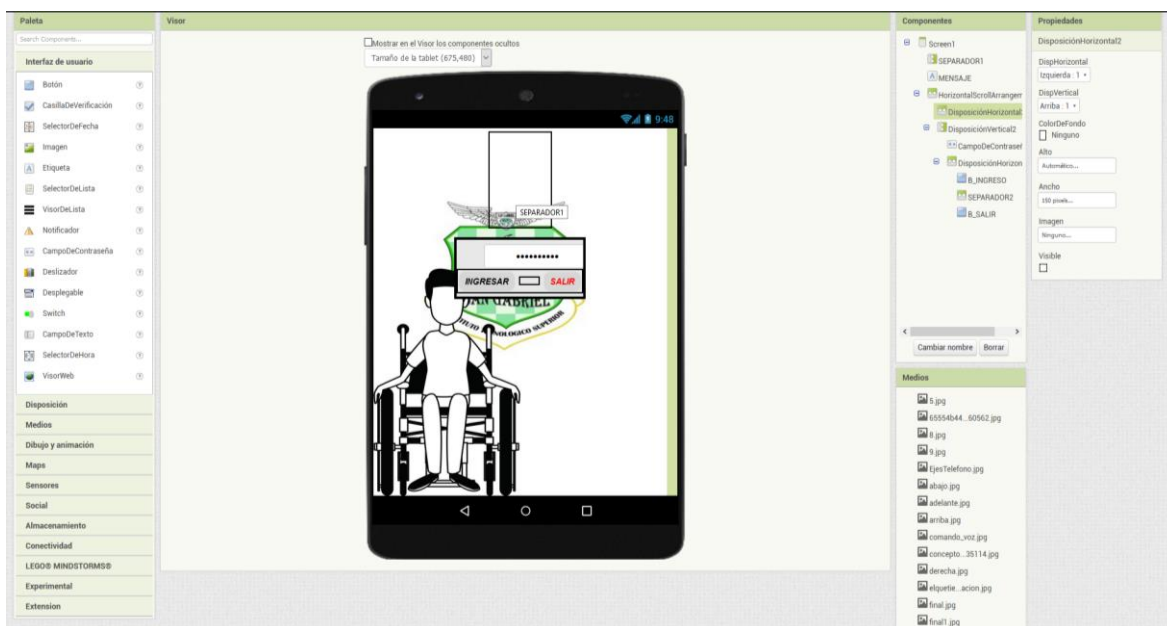 Paleta
Search Components...
Interfaz de usuario
Botón
CasillaDeVerificación
SelectorDeFecha
Imagen
Etiqueta
SelectorDeLista
VisorDeLista
Notificador
CampoDeContraseña
Deslizador
Desplegable
Switch
CampoDeTexto
SelectorDeHora
VisorWeb
Disposición
Medios
Dibujo y animación
Maps
Sensores
Social
Almacenamiento
Conectividad
LEGO® MINDSTORMS®
Experimental
Extension
Visor
Mostrar en el Visor los componentes ocultos
Tamaño de la tablet (675,480)
9:48
SEPARADOR1
••••••••••
INGRESAR
SALIR
SAN GABRIEL
SUPERIOR
Componentes
Screen1
SEPARADOR1
MENSAJE
HorizontalScrollArrangem
DisposiciónHorizontal
DisposiciónVertical2
CampoDeContraseñ
DisposiciónHorizon
B_INGRESO
SEPARADOR2
B_SALIR
Cambiar nombre
Borrar
Medios
5.jpg
65554b44...60562.jpg
8.jpg
9.jpg
EjesTelefono.jpg
abajo.jpg
adelante.jpg
arriba.jpg
comando_voz.jpg
concepto...35114.jpg
derecha.jpg
elquetie...acion.jpg
final.jpg
final1.jpg
Propiedades
DisposiciónHorizontal2
DispHorizontal
Izquierda : 1
DispVertical
Arriba : 1
ColorDeFondo
Ninguno
Alto
Automático...
Ancho
150 pixels...
Imagen
Ninguno...
Visible